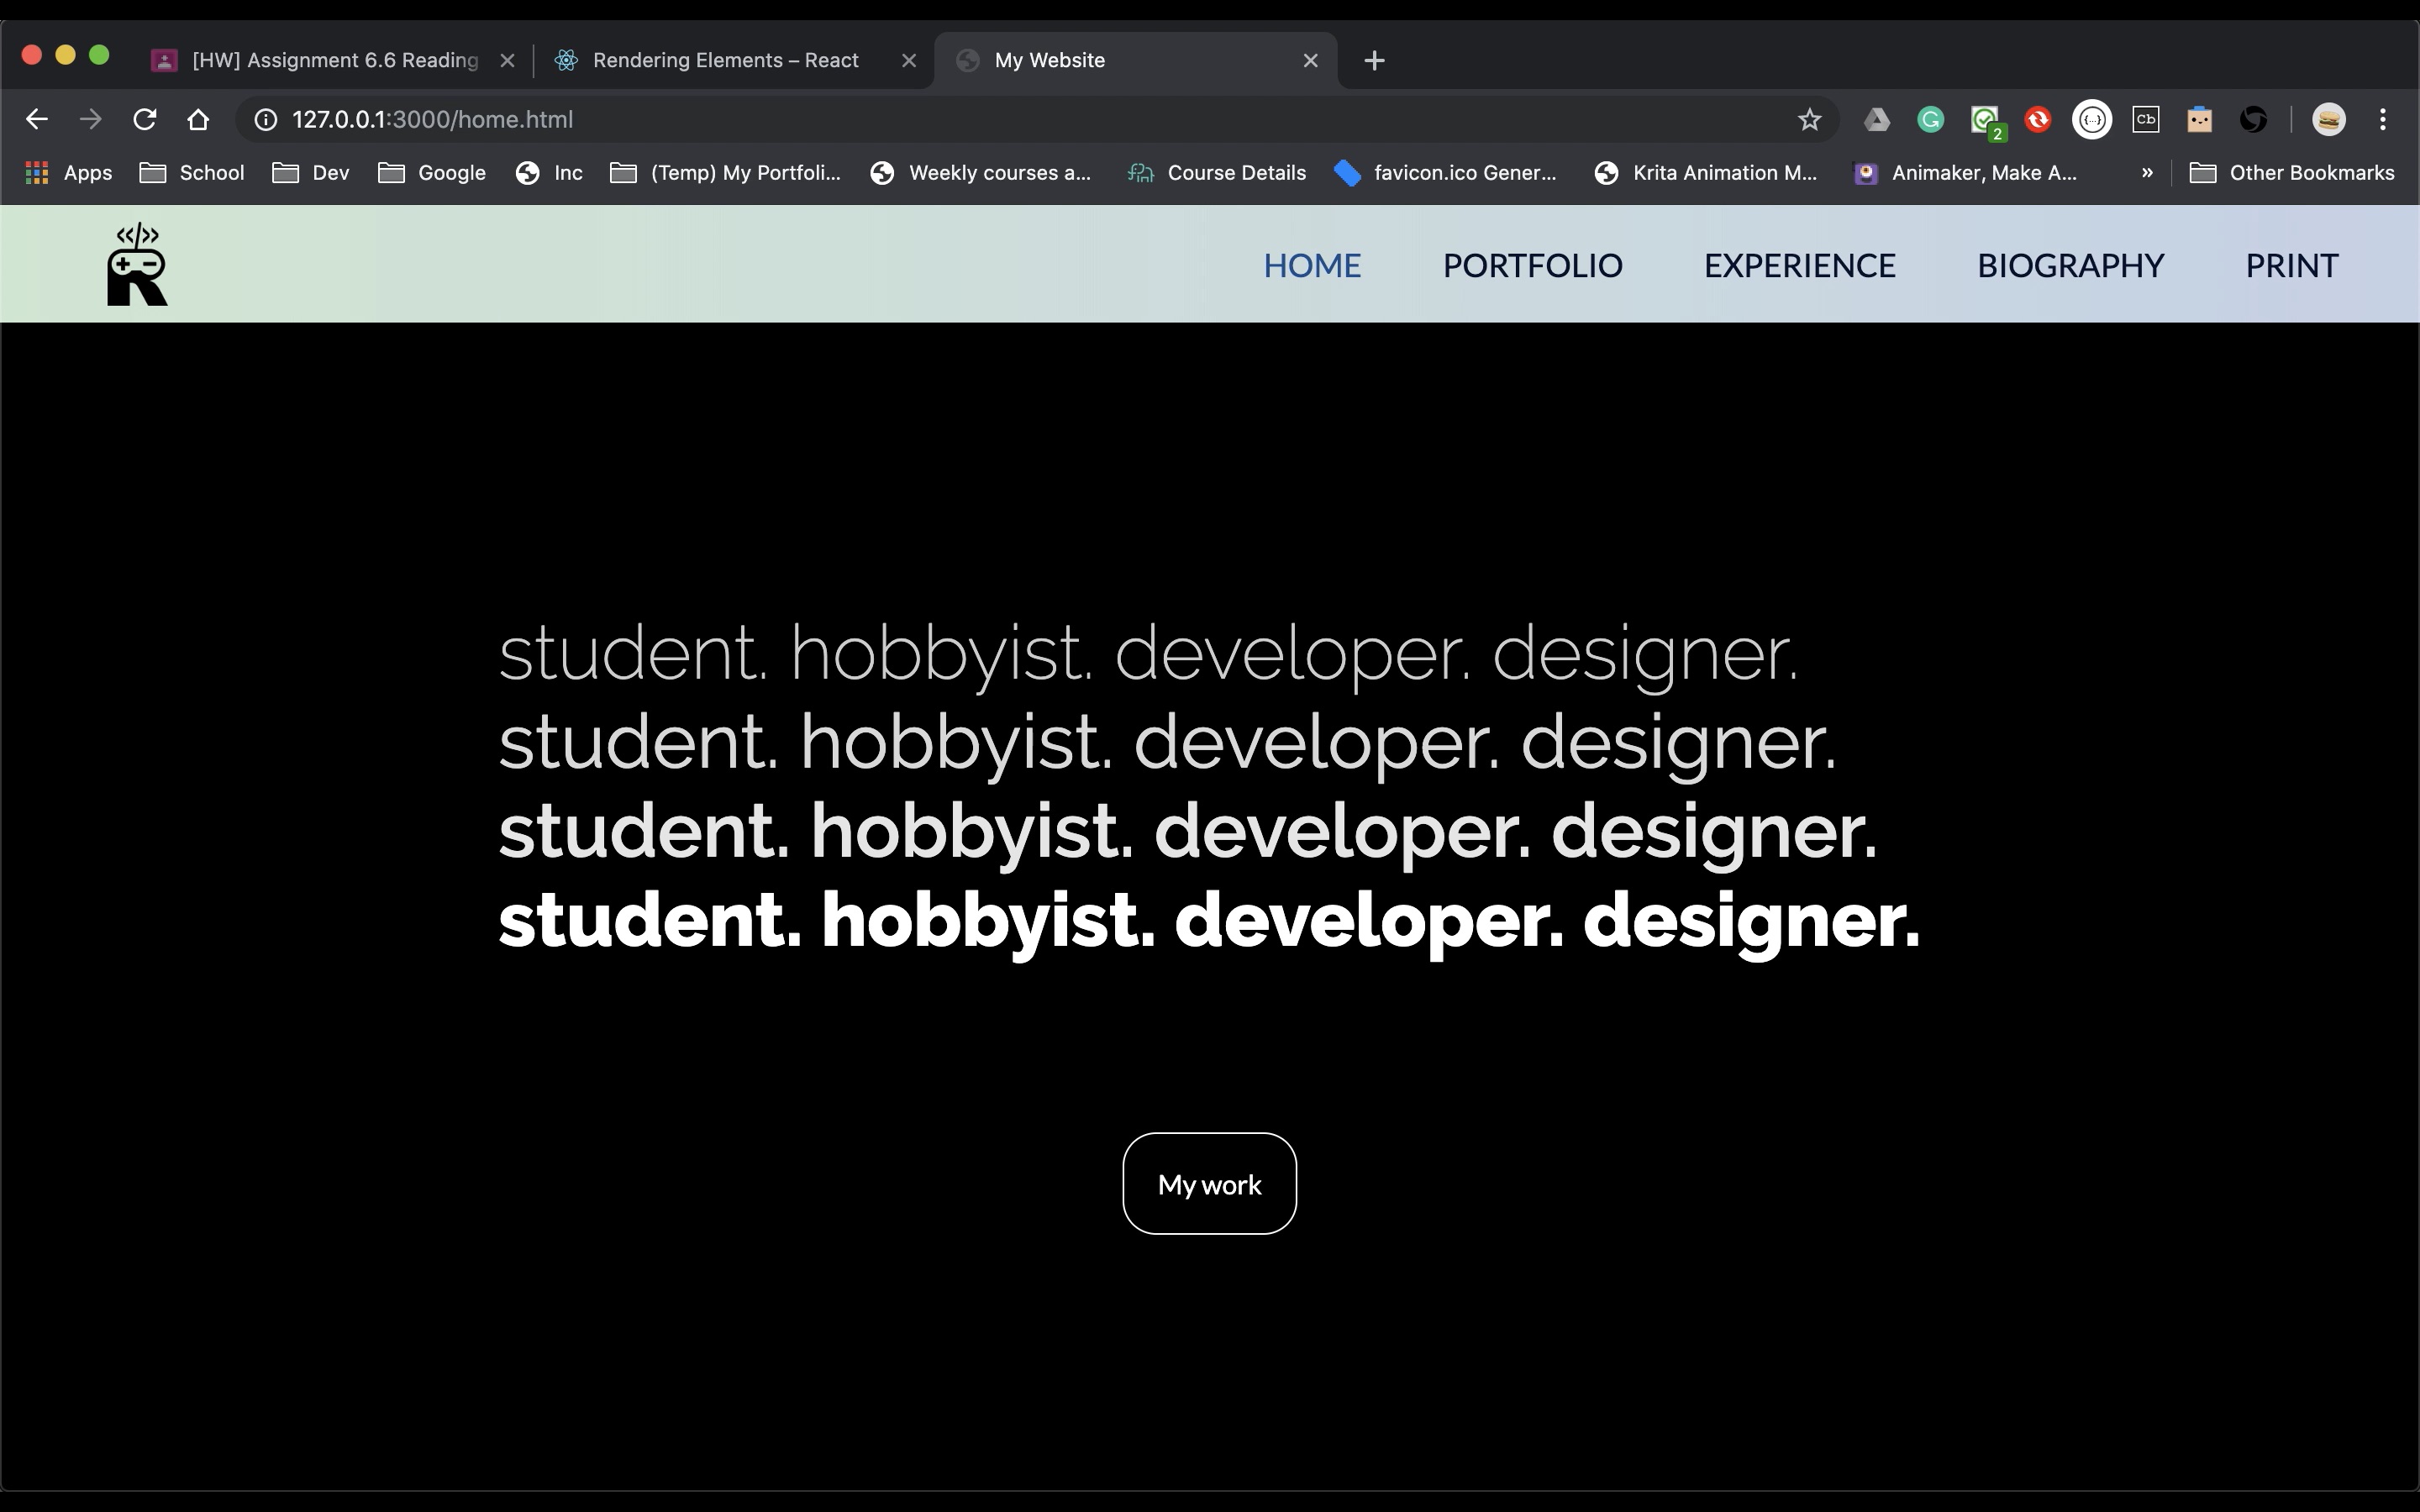 [HW] Assignment 6.6 Reading
Rendering Elements – React
My Website
127.0.0.1:3000/home.html
2
Cb
Apps
School
Dev
Google
Inc
(Temp) My Portfoli...
Weekly courses a...
Course Details
favicon.ico Gener...
Krita Animation M...
Animaker, Make A...
»
Other Bookmarks
HOME PORTFOLIO EXPERIENCE BIOGRAPHY PRINT
student. hobbyist. developer. designer.
student. hobbyist. developer. designer.
student. hobbyist. developer. designer.
student. hobbyist. developer. designer.
My work